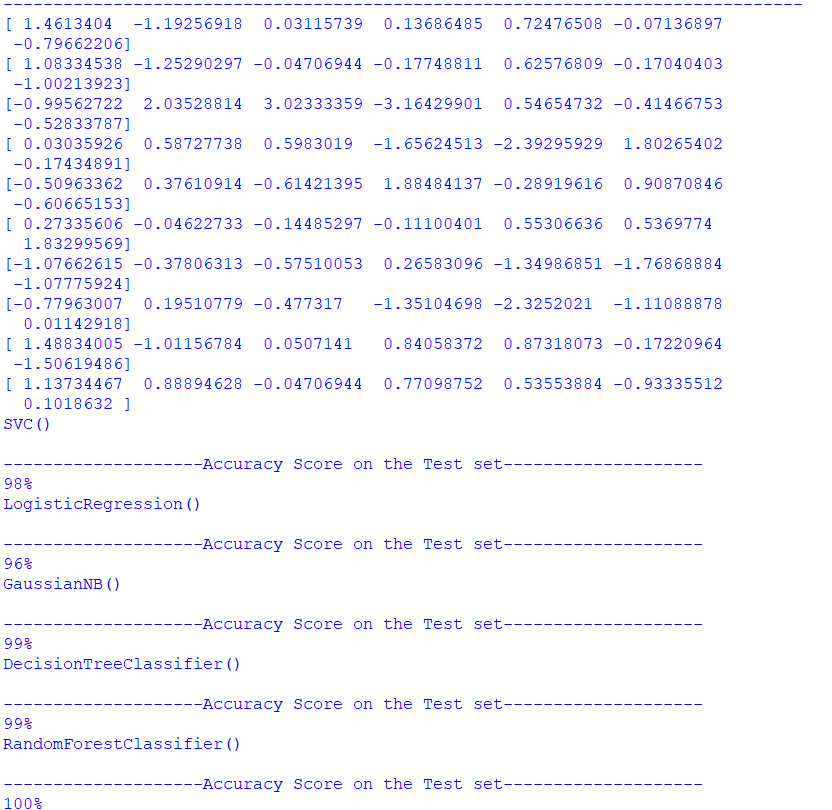 --------------------------------------------------------------------------------
[ 1.4613404  -1.19256918  0.03115739  0.13686485  0.72476508 -0.07136897
 -0.79662206]
[ 1.08334538 -1.25290297 -0.04706944 -0.17748811  0.62576809 -0.17040403
 -1.00213923]
[-0.99562722  2.03528814  3.02333359 -3.16429901  0.54654732 -0.41466753
 -0.52833787]
[ 0.03035926  0.58727738  0.5983019  -1.65624513 -2.39295929  1.80265402
 -0.17434891]
[-0.50963362  0.37610914 -0.61421395  1.88484137 -0.28919616  0.90870846
 -0.60665153]
[ 0.27335606 -0.04622733 -0.14485297 -0.11100401  0.55306636  0.5369774
  1.83299569]
[-1.07662615 -0.37806313 -0.57510053  0.26583096 -1.34986851 -1.76868884
 -1.07775924]
[-0.77963007  0.19510779 -0.477317   -1.35104698 -2.3252021  -1.11088878
  0.01142918]
[ 1.48834005 -1.01156784  0.0507141   0.84058372  0.87318073 -0.17220964
 -1.50619486]
[ 1.13734467  0.88894628 -0.04706944  0.77098752  0.53553884 -0.93335512
  0.1018632 ]
SVC()
--------------------Accuracy Score on the Test set--------------------
98%
LogisticRegression()
--------------------Accuracy Score on the Test set--------------------
96%
GaussianNB()
--------------------Accuracy Score on the Test set--------------------
99%
DecisionTreeClassifier()
--------------------Accuracy Score on the Test set--------------------
99%
RandomForestClassifier()
--------------------Accuracy Score on the Test set--------------------
100%